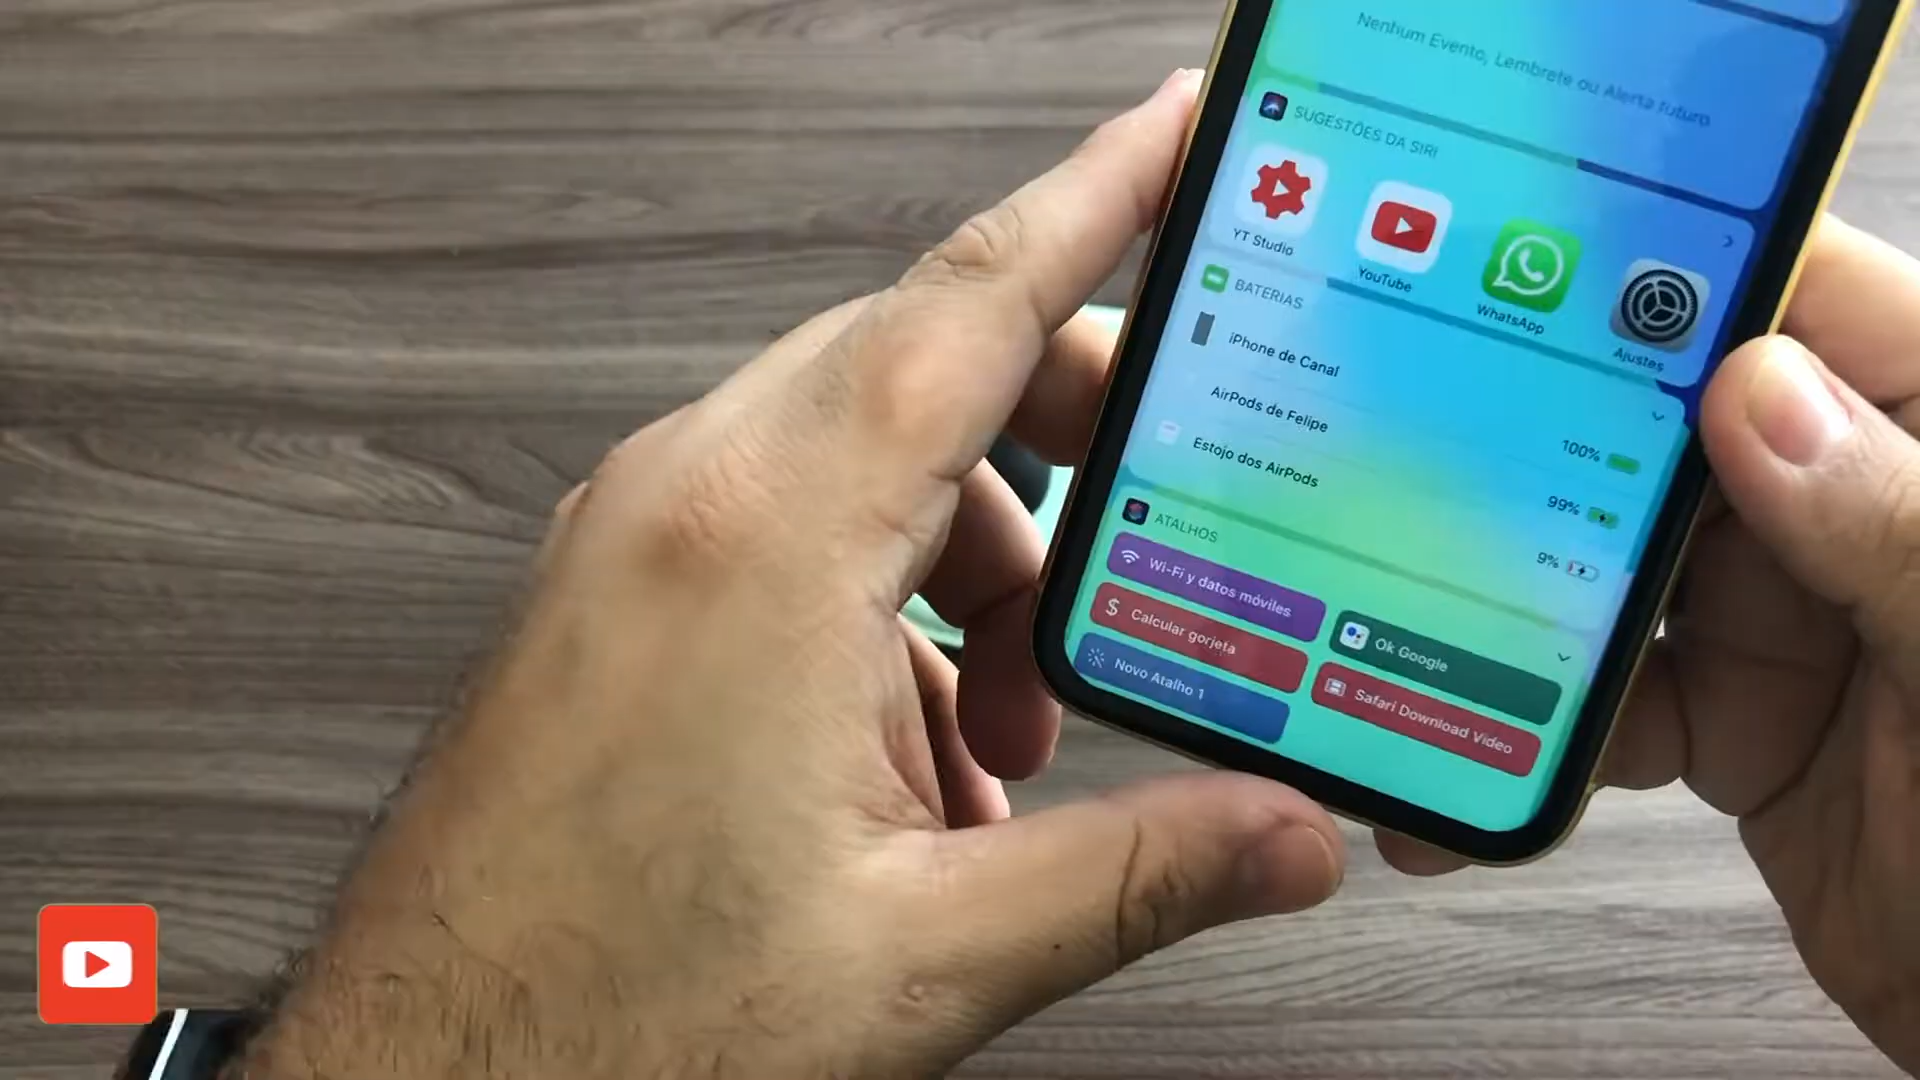 Nenhum Evento, Lembrete ou Alerta futuro
SUGESTÕES DA SIRI
YT Studio
YouTube
WhatsApp
Ajustes
BATERIAS
iPhone de Canal
100%
AirPods de Felipe
99%
Estojo dos AirPods
9%
ATALHOS
Wi-Fi y datos móviles
Ok Google
$ Calcular gorjeta
Safari Download Video
Novo Atalho 1